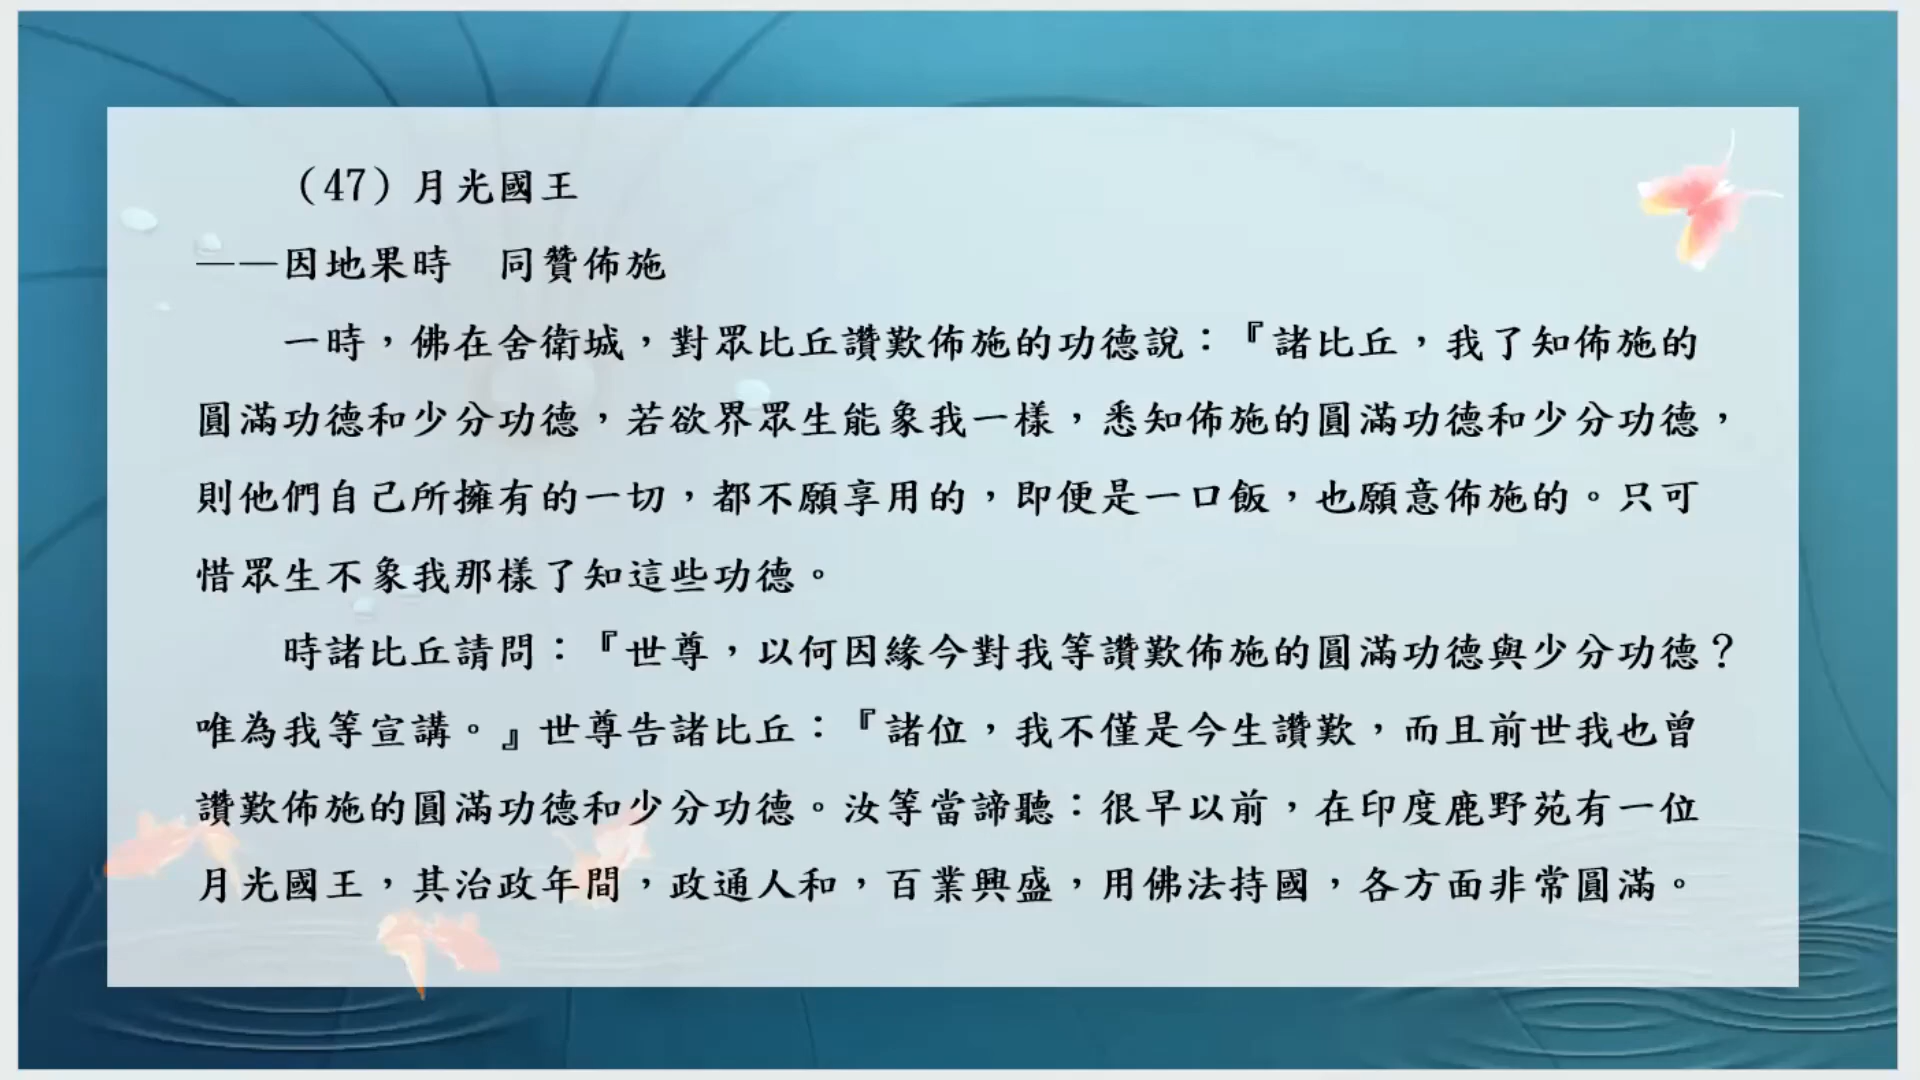 （47）月光國王
——因地果時　同贊佈施
一時，佛在舍衛城，對眾比丘讚歎佈施的功德說：『諸比丘，我了知佈施的
圓滿功德和少分功德，若欲界眾生能象我一樣，悉知佈施的圓滿功德和少分功德，
則他們自己所擁有的一切，都不願享用的，即便是一口飯，也願意佈施的。只可
惜眾生不象我那樣了知這些功德。
時諸比丘請問：『世尊，以何因緣今對我等讚歎佈施的圓滿功德與少分功德？
唯為我等宣講。』世尊告諸比丘：『諸位，我不僅是今生讚歎，而且前世我也曾
讚歎佈施的圓滿功德和少分功德。汝等當諦聽：很早以前，在印度鹿野苑有一位
月光國王，其治政年間，政通人和，百業興盛，用佛法持國，各方面非常圓滿。